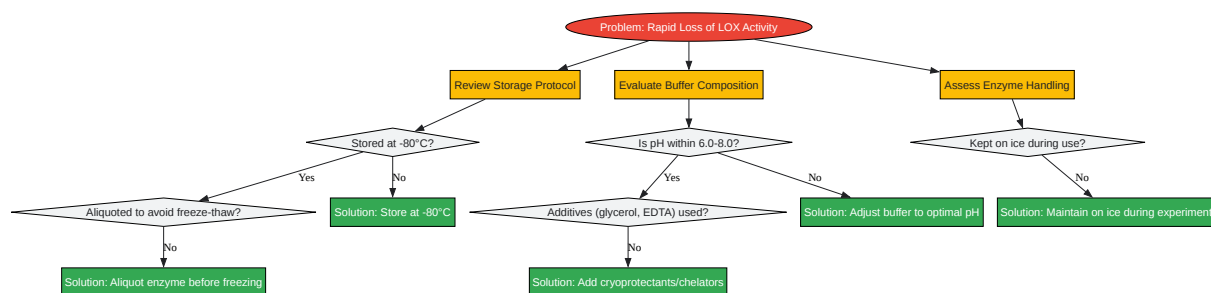 Problem: Rapid Loss of LOX Activity
Review Storage Protocol
Evaluate Buffer Composition
Assess Enzyme Handling
Stored at -80°C?
Is pH within 6.0-8.0?
Kept on ice during use?
Yes
No
Yes
No
No
Aliquoted to avoid freeze-thaw?
Solution: Store at -80°C
Additives (glycerol, EDTA) used?
Solution: Adjust buffer to optimal pH
Solution: Maintain on ice during experiment
No
No
Solution: Aliquot enzyme before freezing
Solution: Add cryoprotectants/chelators